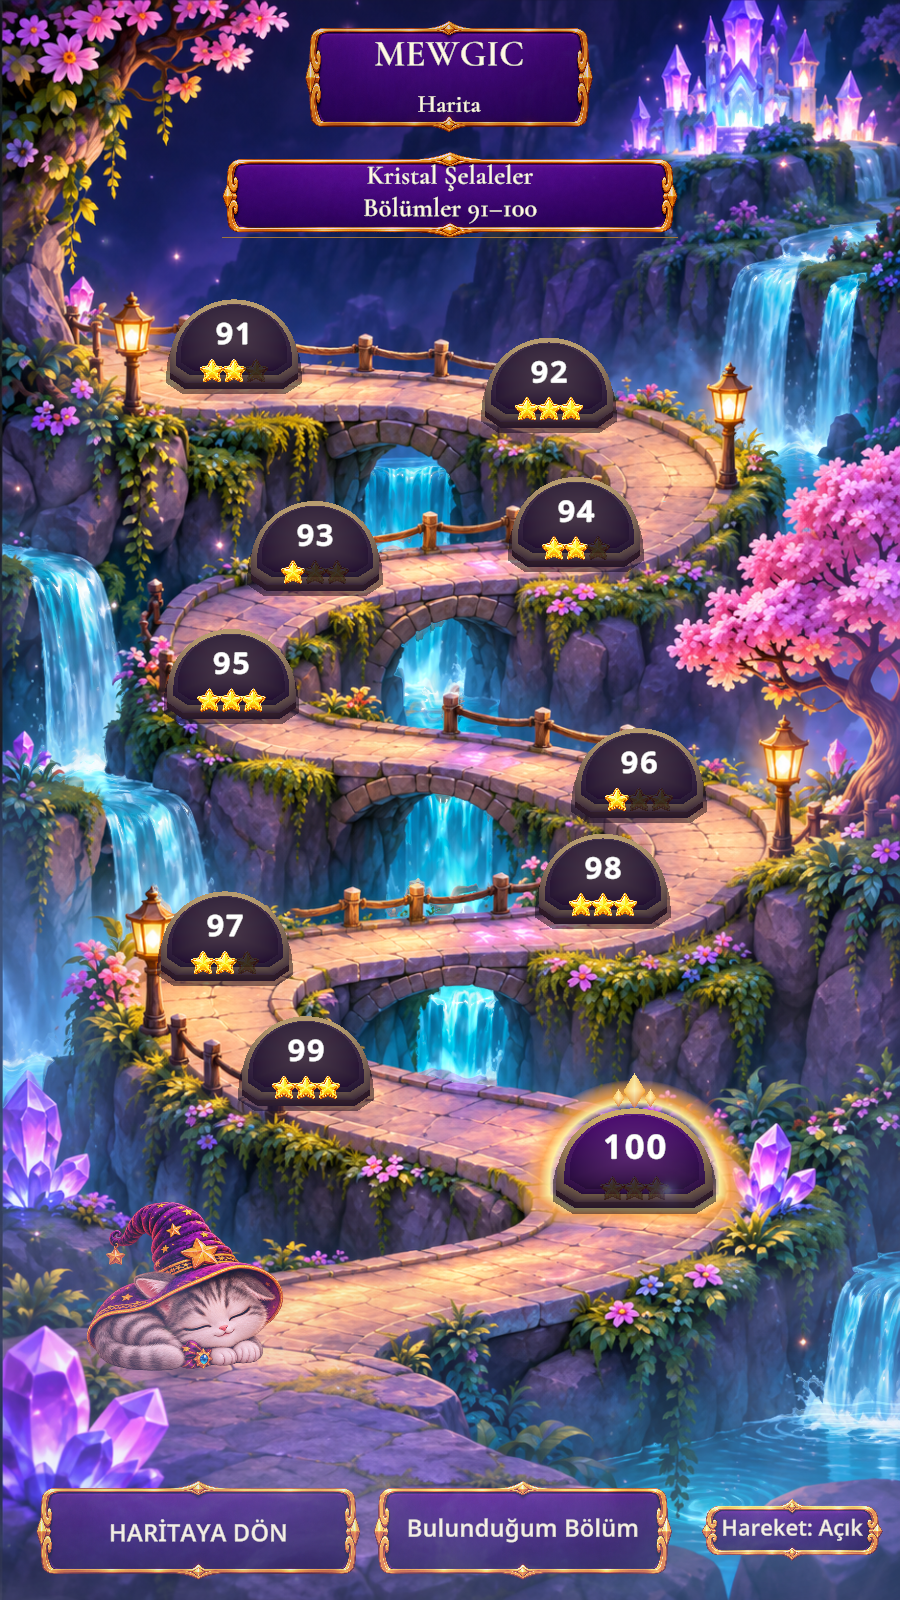 MEWGIC
Harita
Kristal Şelaleler
Bölümler 91–100
91
92
93
94
95
96
97
98
99
100
HARİTAYA DÖN
Bulunduğum Bölüm
Hareket: Açık